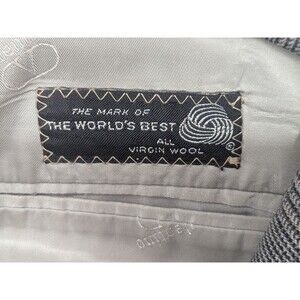 THE MARK OF
THE WORLD'S BEST
ALL
VIRGIN WOOL